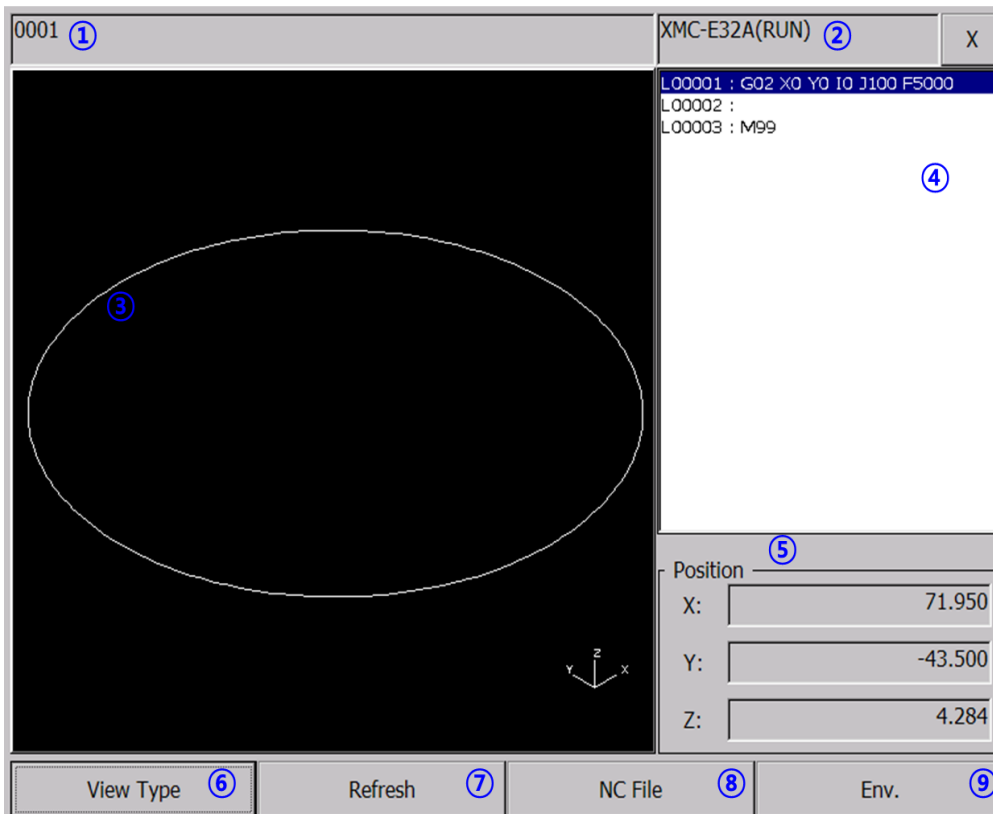 0001 ①
XMC-E32A(RUN) ②
X
L00001 : G02 X0 Y0 I0 J100 F5000
L00002 :
L00003 : M99
③
④
⑤
Position
X: 71.950
Y: -43.500
Z: 4.284
Z
Y X
View Type ⑥
Refresh ⑦
NC File ⑧
Env. ⑨